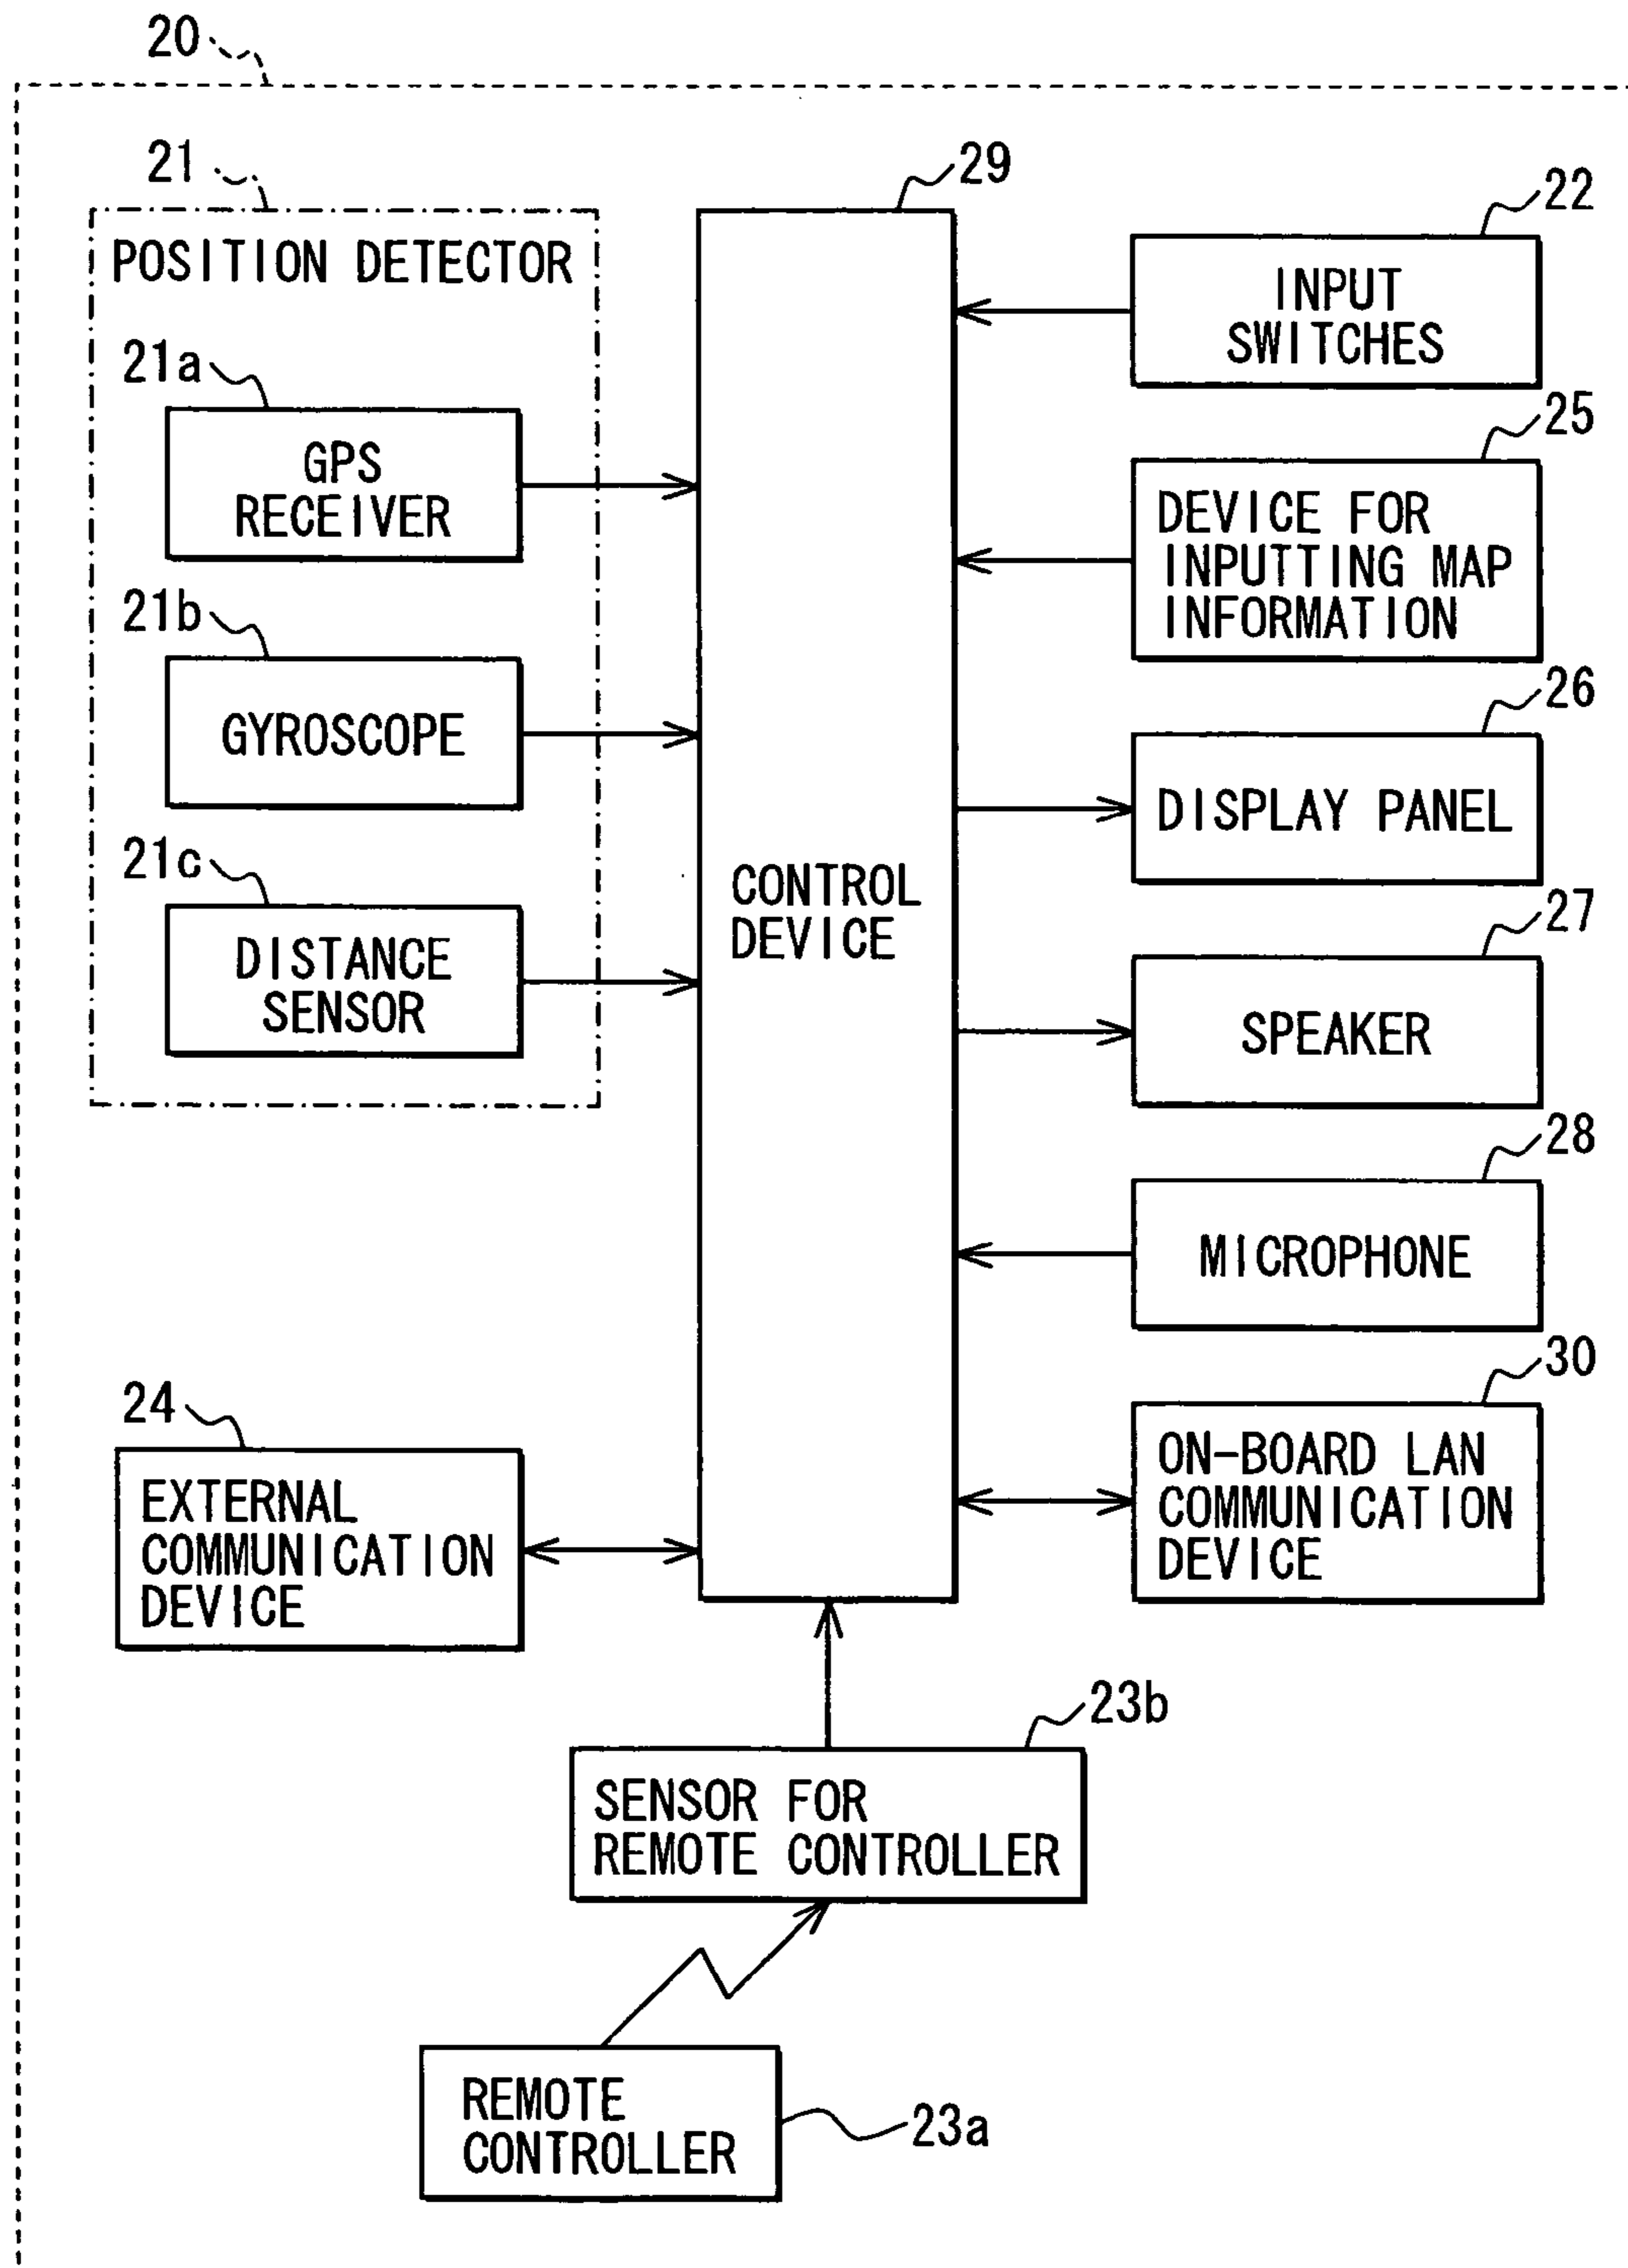 20
21
POSITION DETECTOR
21a
GPS
RECEIVER
21b
GYROSCOPE
21c
DISTANCE
SENSOR
29
CONTROL
DEVICE
22
INPUT
SWITCHES
25
DEVICE FOR
INPUTTING MAP
INFORMATION
26
DISPLAY PANEL
27
SPEAKER
28
MICROPHONE
30
ON-BOARD LAN
COMMUNICATION
DEVICE
24
EXTERNAL
COMMUNICATION
DEVICE
23b
SENSOR FOR
REMOTE CONTROLLER
REMOTE
CONTROLLER
23a